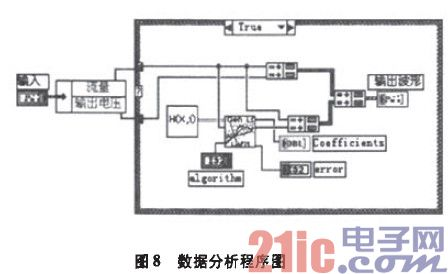 True
输入
流量
输出电压
输出波形
H(X,i)
Coefficients
algorithm
error
图8 数据分析程序图
21ic.com 电子网